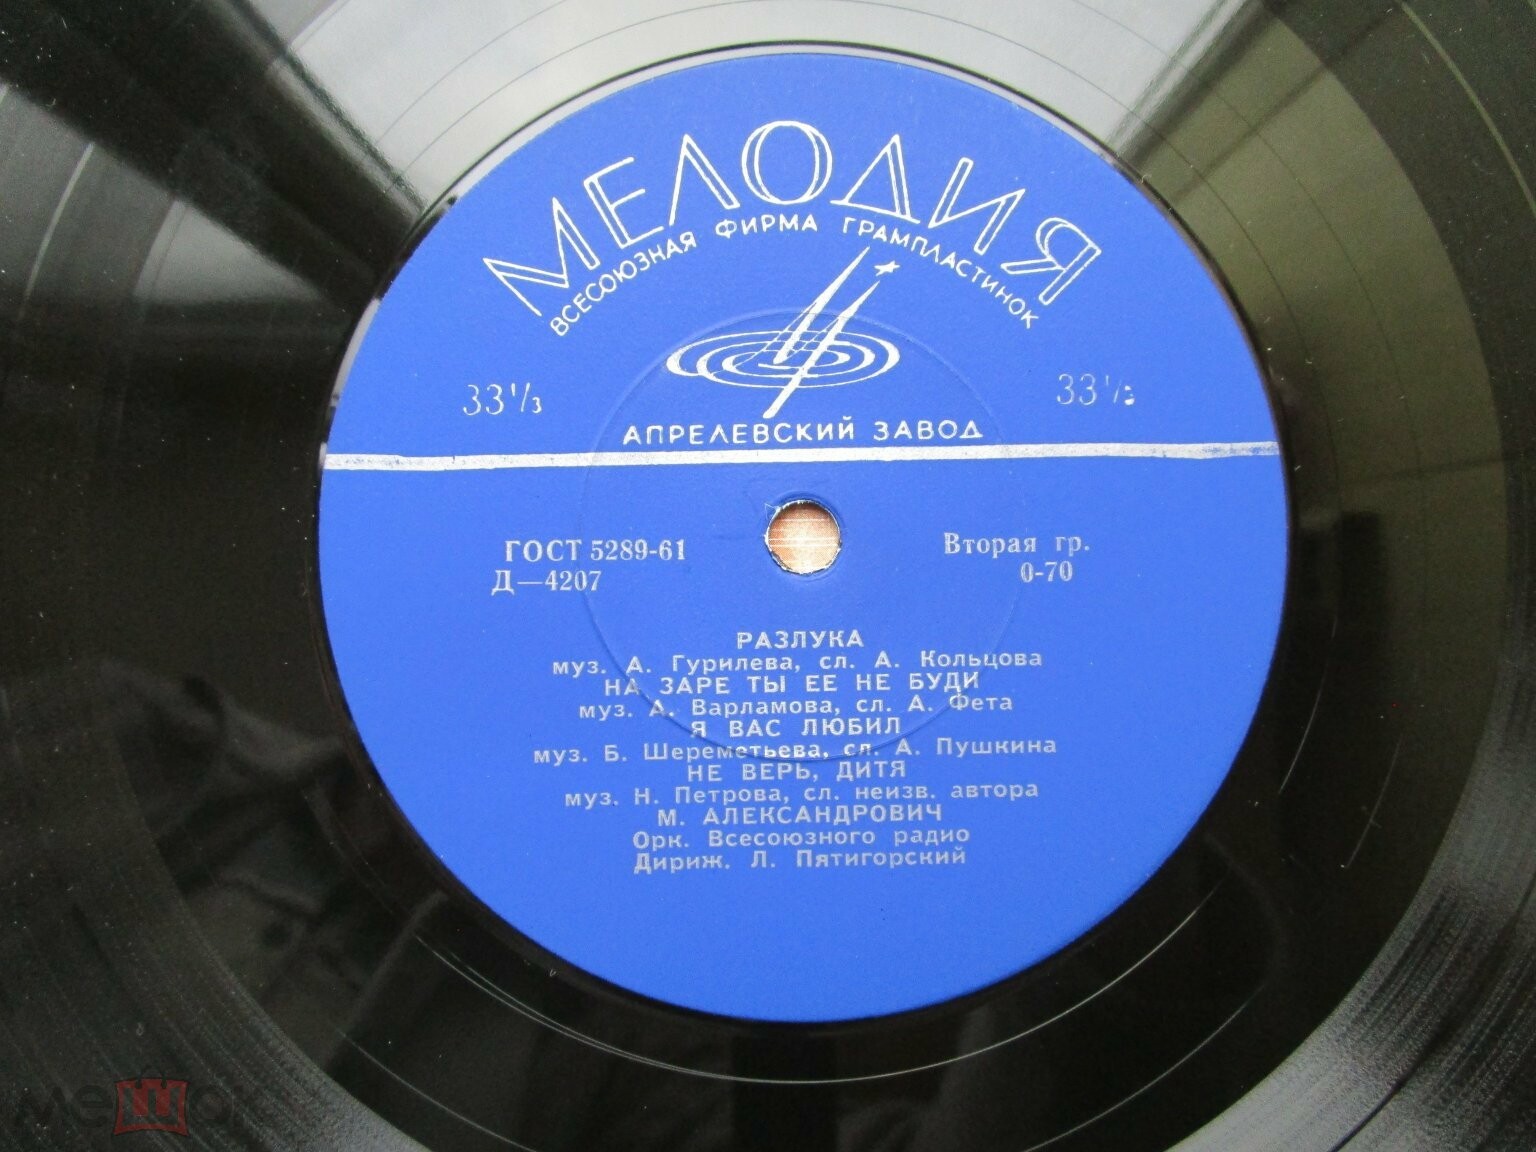 МЕЛОДИЯ
ВСЕСОЮЗНАЯ ФИРМА ГРАМПЛАСТИНОК
33⅓ 33⅓
АПРЕЛЕВСКИЙ ЗАВОД
ГОСТ 5289-61 Вторая гр.
Д—4207 0-70
РАЗЛУКА
муз. А. Гурилева, сл. А. Кольцова
НА ЗАРЕ ТЫ ЕЕ НЕ БУДИ
муз. А. Варламова, сл. А. Фета
Я ВАС ЛЮБИЛ
муз. Б. Шереметьева, сл. А. Пушкина
НЕ ВЕРЬ, ДИТЯ
муз. Н. Петрова, сл. неизв. автора
М. АЛЕКСАНДРОВИЧ
Орк. Всесоюзного радио
Дириж. Л. Пятигорский
мешок